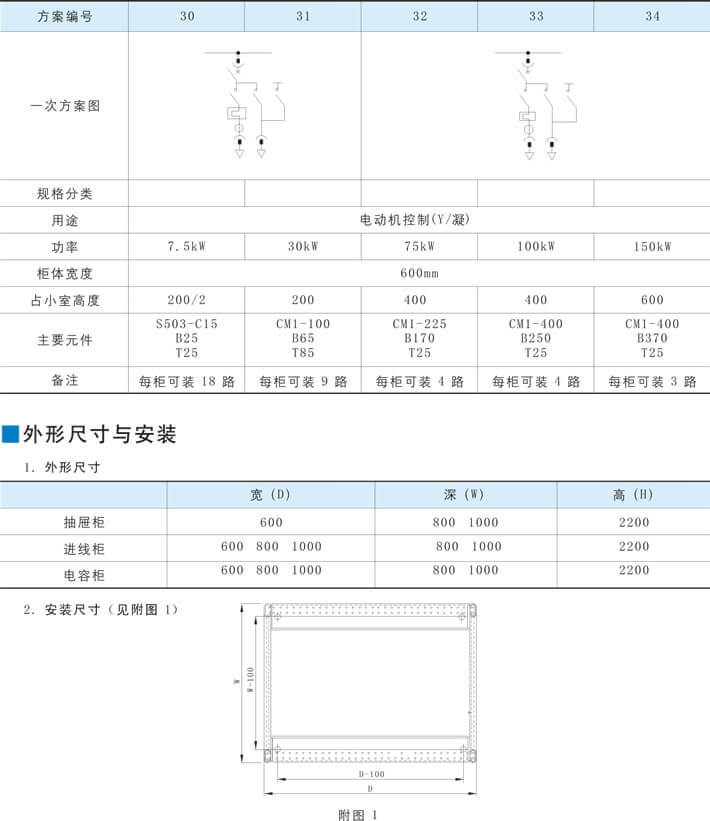 方案编号 30 31 32 33 34
一次方案图
规格分类
用途 电动机控制(Y/凝)
功率 7.5kW 30kW 75kW 100kW 150kW
柜体宽度 600mm
占小室高度 200/2 200 400 400 600
主要元件
S503-C15 CM1-100 CM1-225 CM1-400 CM1-400
B25 B65 B170 B250 B370
T25 T85 T25 T25 T25
备注 每柜可装 18 路 每柜可装 9 路 每柜可装 4 路 每柜可装 4 路 每柜可装 3 路
外形尺寸与安装
1. 外形尺寸
宽 (D) 深 (W) 高 (H)
抽屉柜 600 800 1000 2200
进线柜 600 800 1000 800 1000 2200
电容柜 600 800 1000 800 1000 2200
2. 安装尺寸（见附图 1）
W
W-100
D-100
D
附图 1